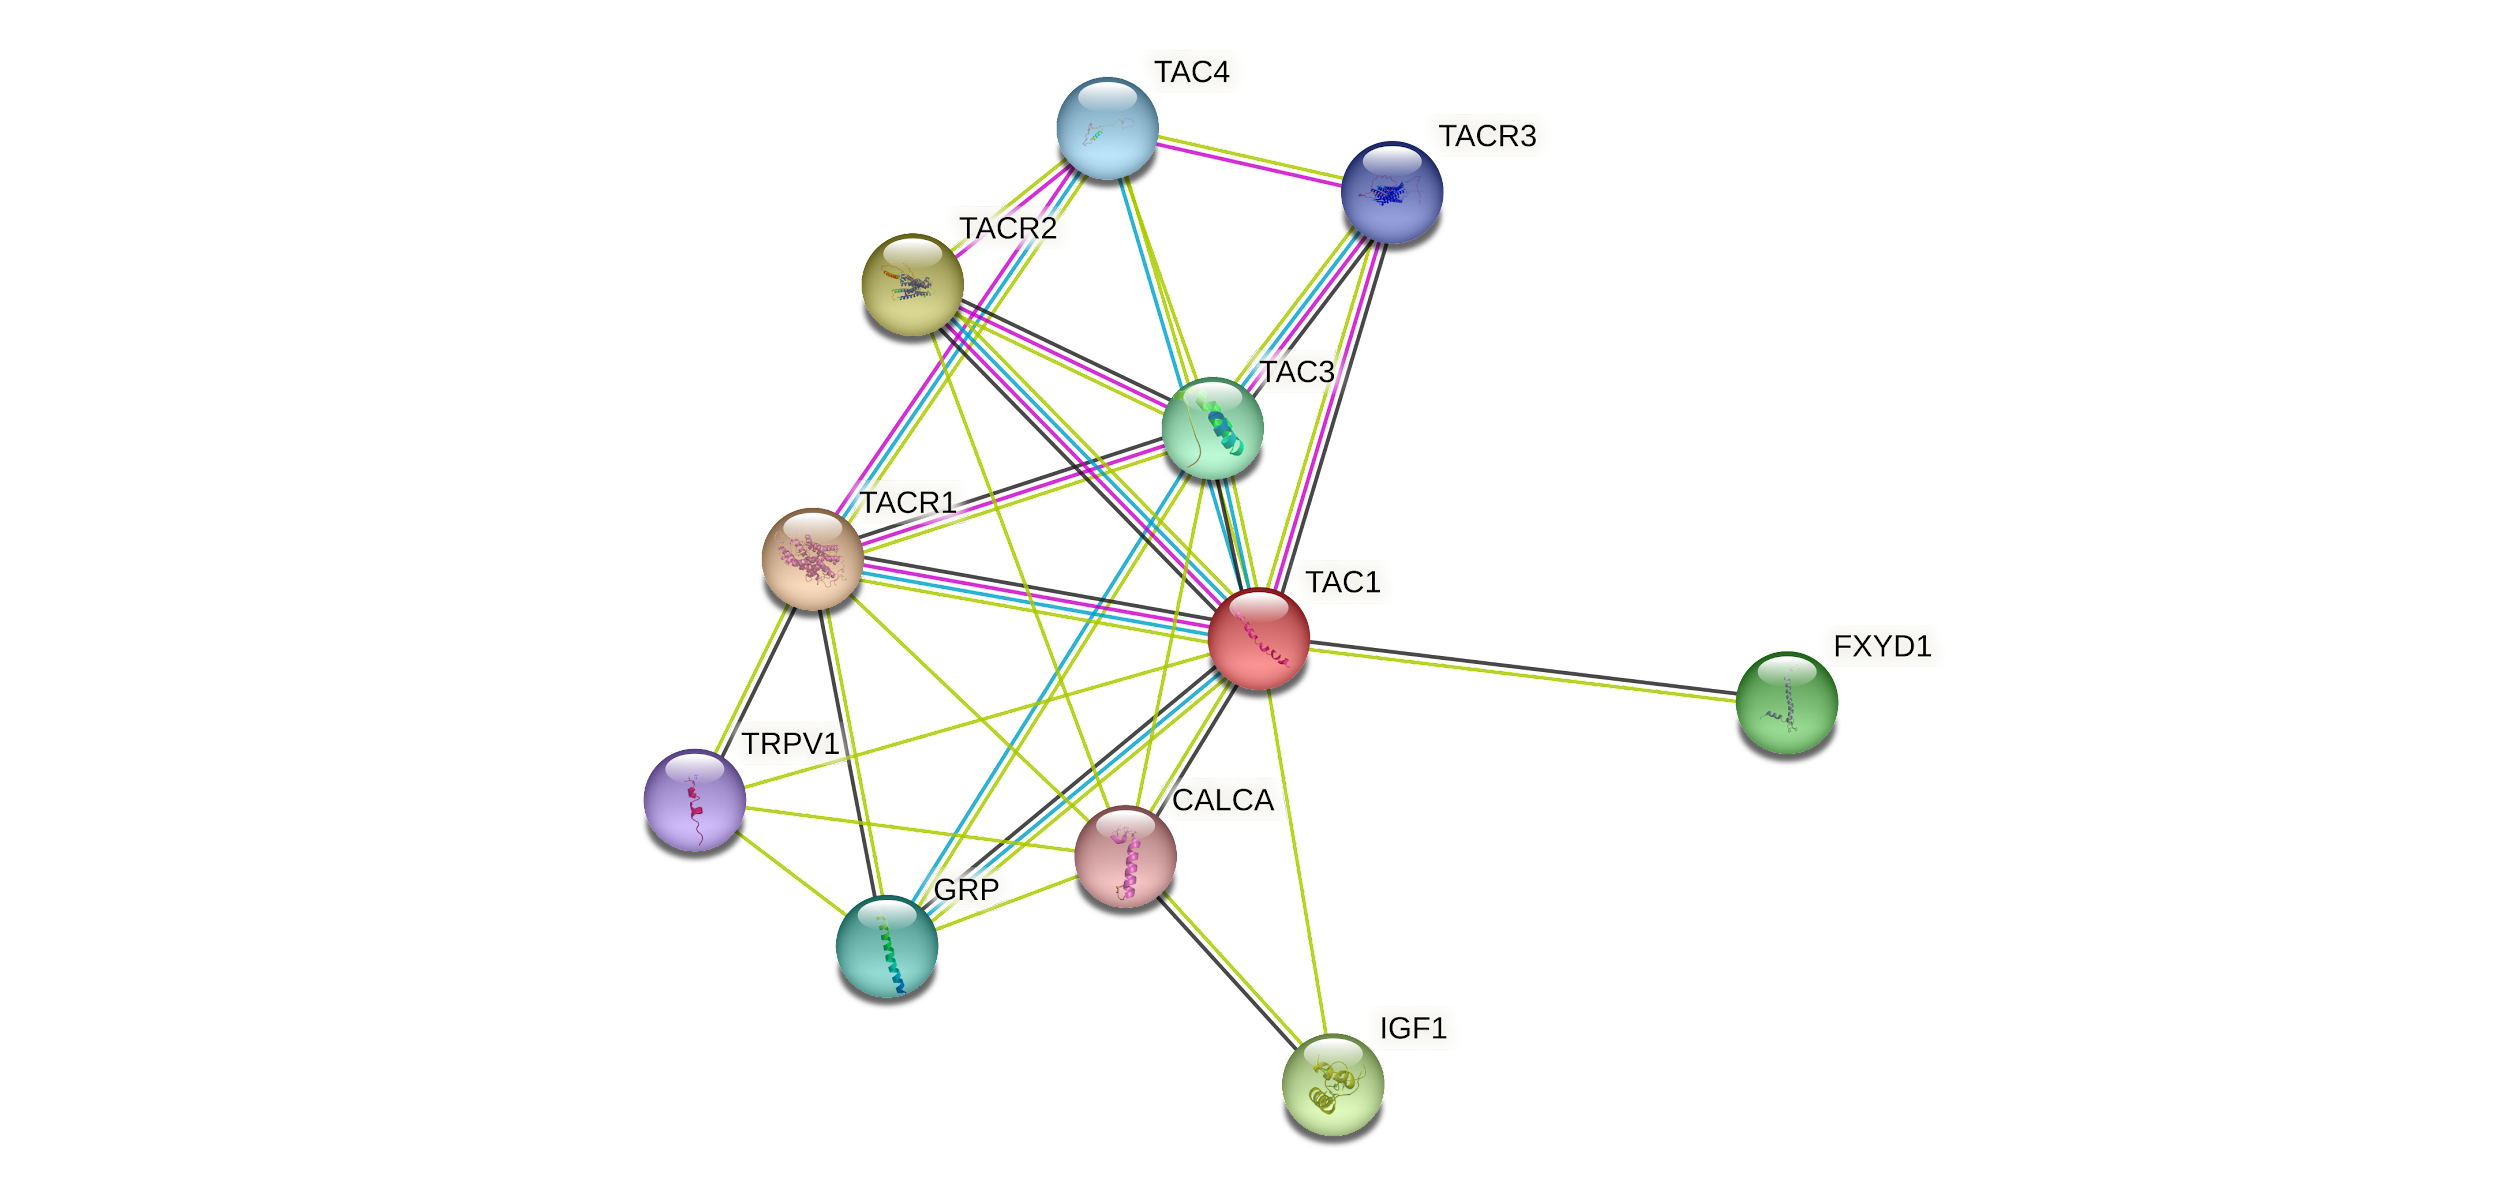 TAC4
TACR3
TACR2
TAC3
TACR1
TAC1
FXYD1
TRPV1
CALCA
GRP
IGF1